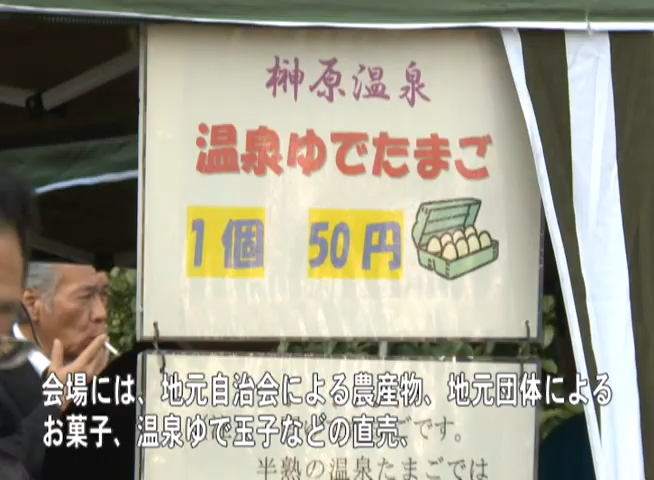 榊原温泉
温泉ゆでたまご
1個 50円
会場には、地元自治会による農産物、地元団体による
お菓子、温泉ゆで玉子などの直売、
ごです。
半熟の温泉たまごでは